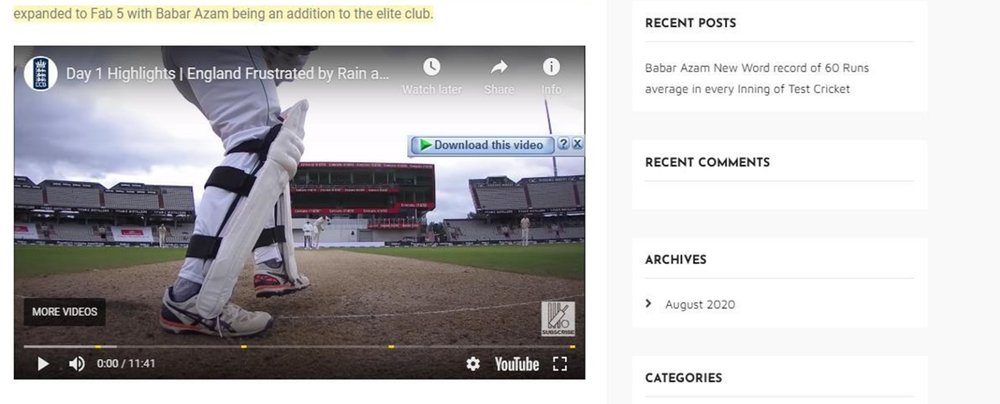 expanded to Fab 5 with Babar Azam being an addition to the elite club.
Day 1 Highlights | England Frustrated by Rain a...
Watch later
Share
Info
Download this video
?
X
MORE VIDEOS
SUBSCRIBE
0:00 / 11:41
YouTube
RECENT POSTS
Babar Azam New Word record of 60 Runs
average in every Inning of Test Cricket
RECENT COMMENTS
ARCHIVES
August 2020
CATEGORIES